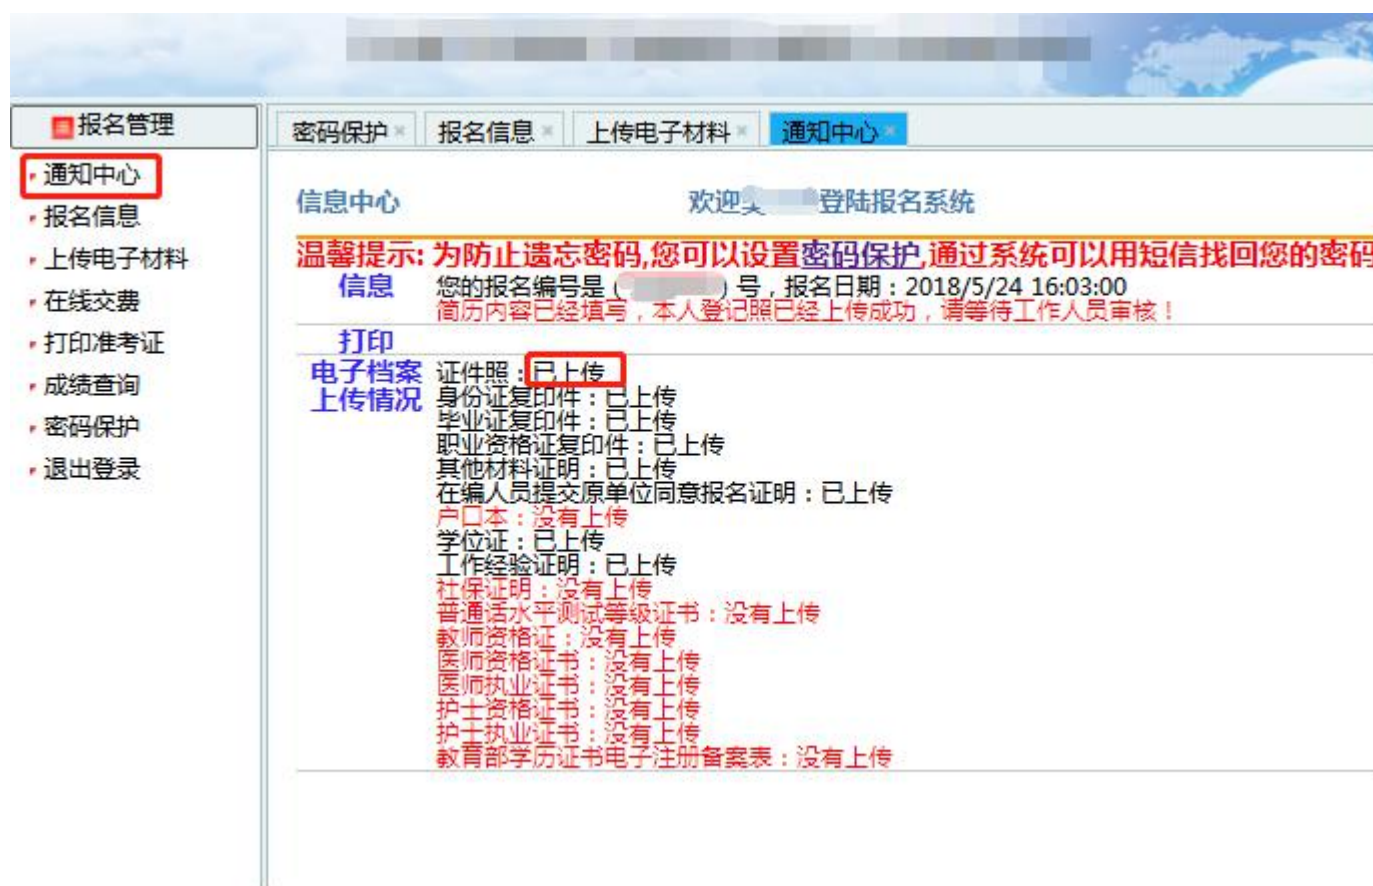 报名管理
通知中心
报名信息
上传电子材料
在线交费
打印准考证
成绩查询
密码保护
退出登录
密码保护 报名信息 上传电子材料 通知中心
信息中心 欢迎 登陆报名系统
温馨提示: 为防止遗忘密码,您可以设置密码保护,通过系统可以用短信找回您的密码
信息 您的报名编号是 ( ) 号，报名日期：2018/5/24 16:03:00
简历内容已经填写，本人登记照已经上传成功，请等待工作人员审核！
打印
电子档案
上传情况
证件照：已上传
身份证复印件：已上传
毕业证复印件：已上传
职业资格证复印件：已上传
其他材料证明：已上传
在编人员提交原单位同意报名证明：已上传
户口本：没有上传
学位证：已上传
工作经验证明：已上传
社保证明：没有上传
普通话水平测试等级证书：没有上传
教师资格证：没有上传
医师资格证书：没有上传
医师执业证书：没有上传
护士资格证书：没有上传
护士执业证书：没有上传
教育部学历证书电子注册备案表：没有上传